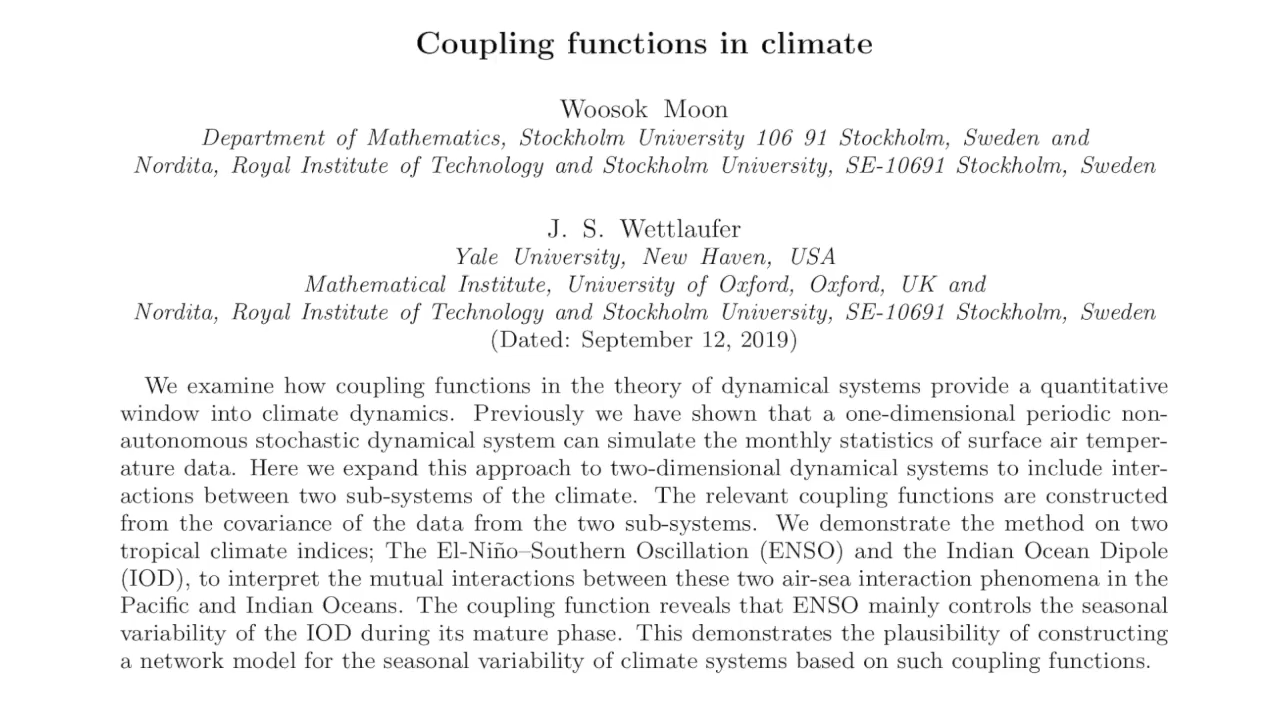 Coupling functions in climate
Woosok Moon
Department of Mathematics, Stockholm University 106 91 Stockholm, Sweden and
Nordita, Royal Institute of Technology and Stockholm University, SE-10691 Stockholm, Sweden
J. S. Wettlaufer
Yale University, New Haven, USA
Mathematical Institute, University of Oxford, Oxford, UK and
Nordita, Royal Institute of Technology and Stockholm University, SE-10691 Stockholm, Sweden
(Dated: September 12, 2019)
We examine how coupling functions in the theory of dynamical systems provide a quantitative
window into climate dynamics. Previously we have shown that a one-dimensional periodic non-
autonomous stochastic dynamical system can simulate the monthly statistics of surface air temper-
ature data. Here we expand this approach to two-dimensional dynamical systems to include inter-
actions between two sub-systems of the climate. The relevant coupling functions are constructed
from the covariance of the data from the two sub-systems. We demonstrate the method on two
tropical climate indices; The El-Niño–Southern Oscillation (ENSO) and the Indian Ocean Dipole
(IOD), to interpret the mutual interactions between these two air-sea interaction phenomena in the
Pacific and Indian Oceans. The coupling function reveals that ENSO mainly controls the seasonal
variability of the IOD during its mature phase. This demonstrates the plausibility of constructing
a network model for the seasonal variability of climate systems based on such coupling functions.